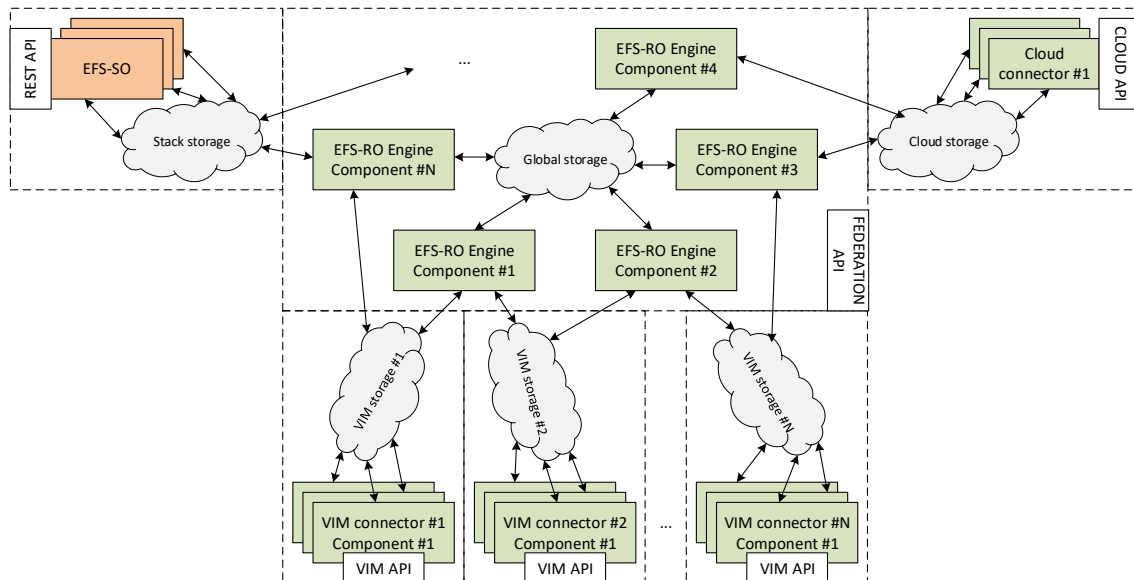 REST API
EFS-SO
Stack storage
...
EFS-RO Engine
Component #4
Cloud
connector #1
CLOUD API
Cloud storage
EFS-RO Engine
Component #N
Global storage
EFS-RO Engine
Component #3
EFS-RO Engine
Component #1
EFS-RO Engine
Component #2
FEDERATION
API
VIM storage #1
VIM storage #2
VIM storage #N
VIM connector #1
Component #1
VIM API
VIM connector #2
Component #1
VIM API
...
VIM connector #N
Component #1
VIM API